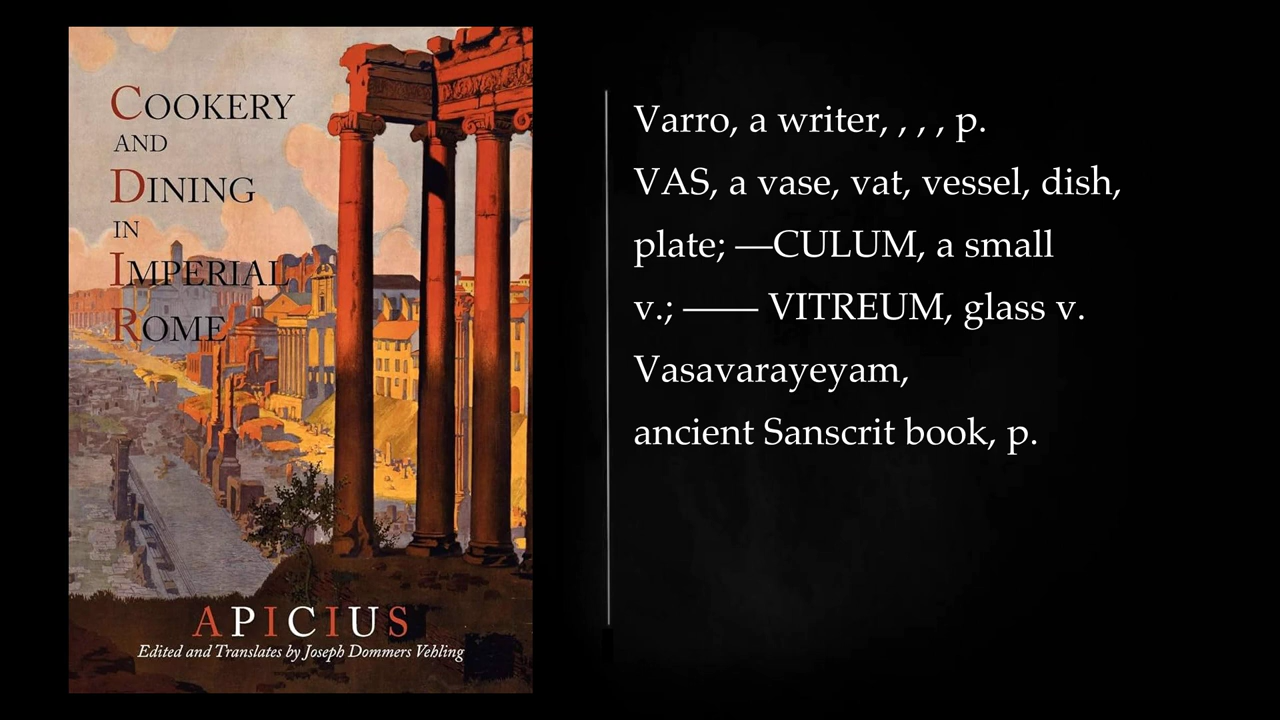 COOKERY
AND
DINING
IN
IMPERIAL
ROME
APICIUS
Edited and Translates by Joseph Dommers Vehling
Varro, a writer, , , , p.
VAS, a vase, vat, vessel, dish,
plate; —CULUM, a small
v.; —— VITREUM, glass v.
Vasavarayeyam,
ancient Sanscrit book, p.